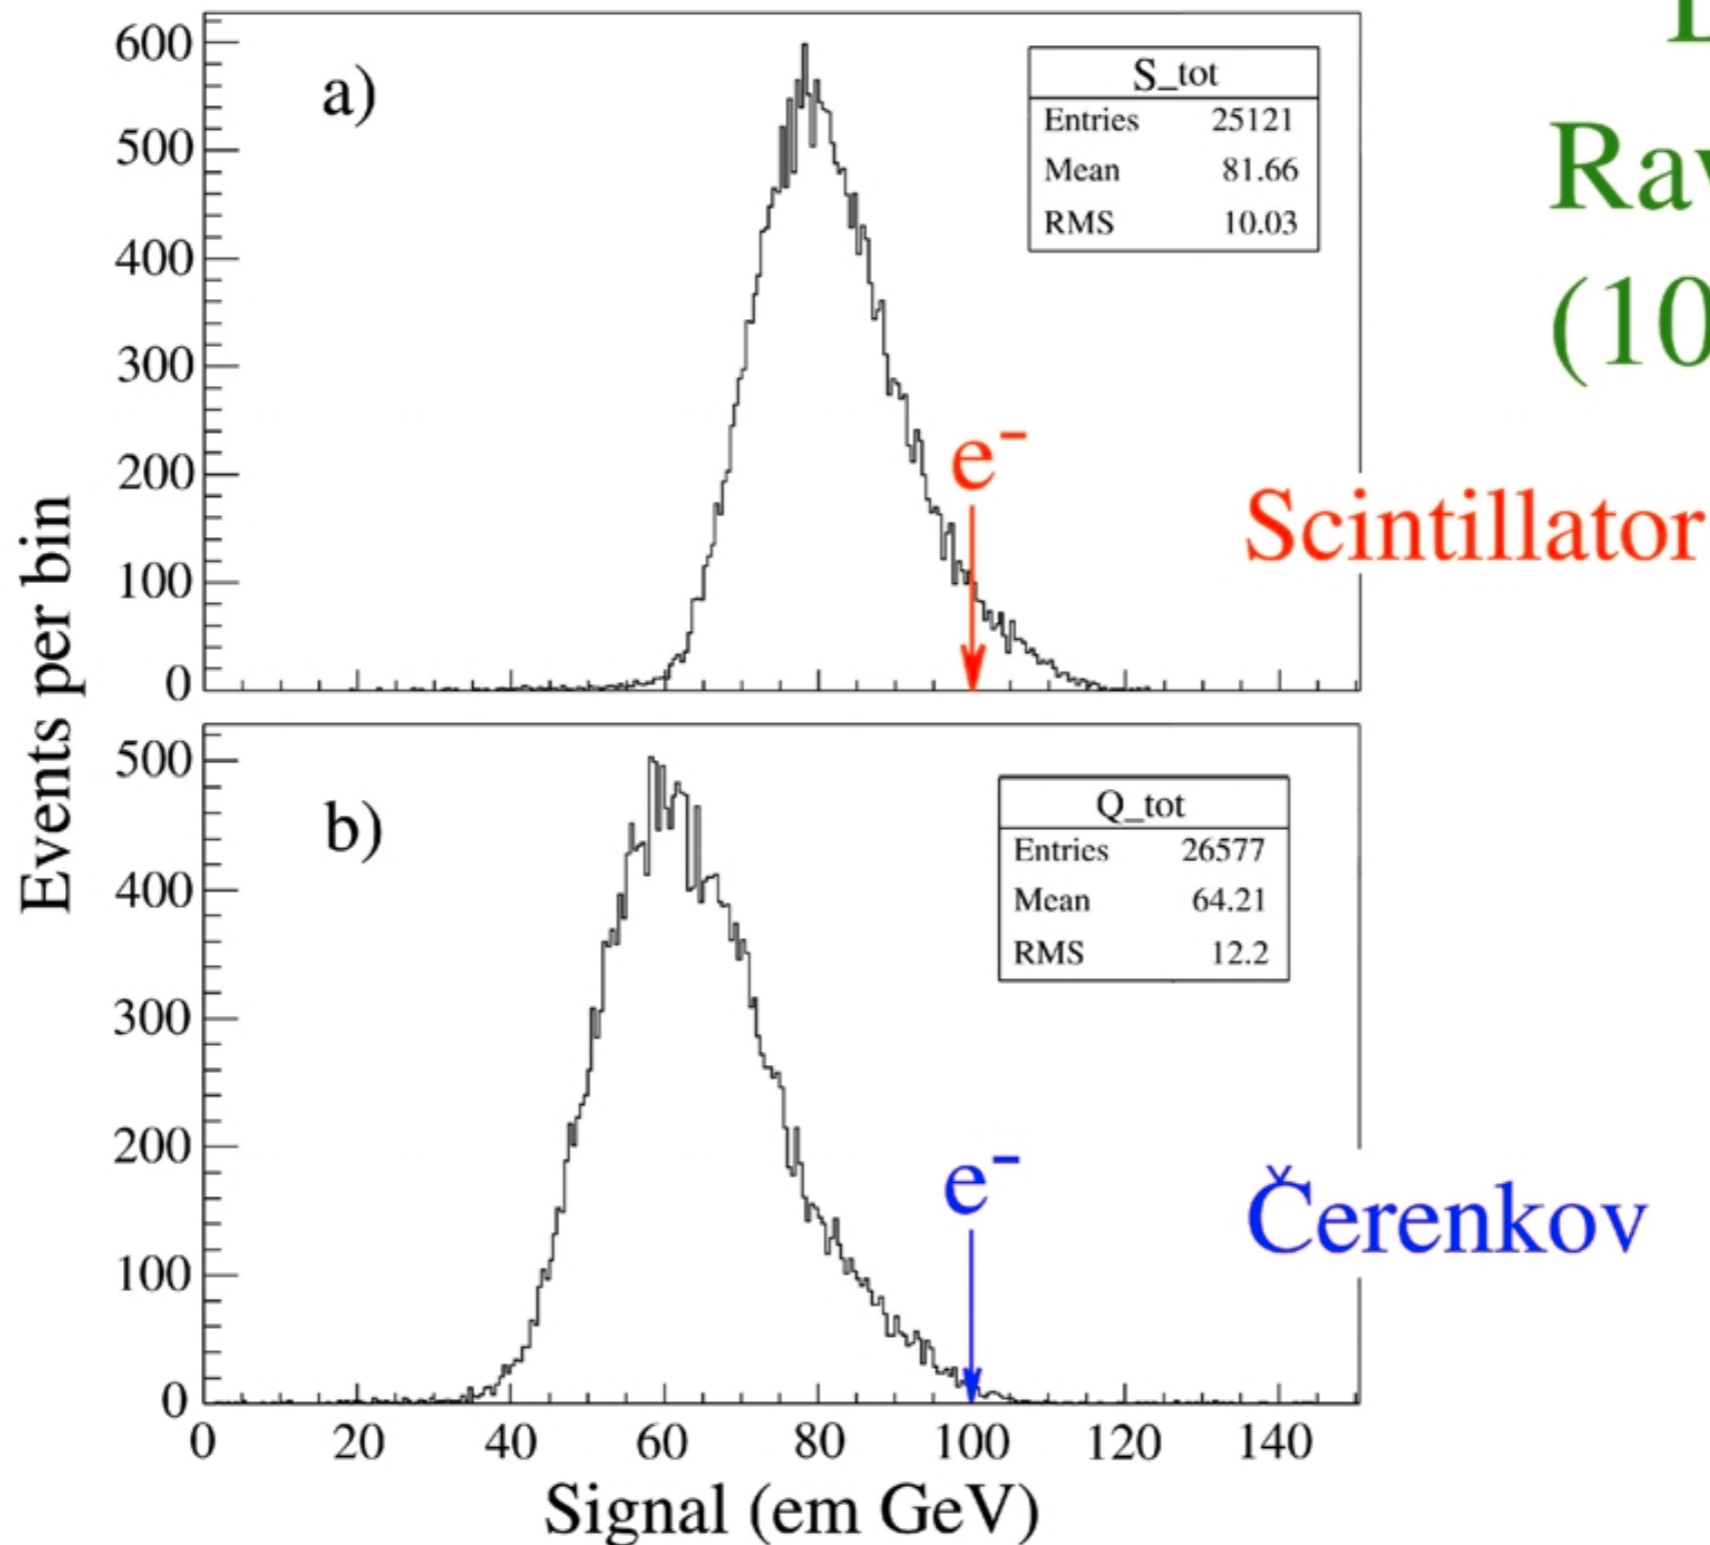 600
500
400
300
200
100
0
a)
S_tot
Entries 25121
Mean 81.66
RMS 10.03
e-
Scintillator
(10
Events per bin
500
400
300
200
100
0
b)
Q_tot
Entries 26577
Mean 64.21
RMS 12.2
e-
Čerenkov
0 20 40 60 80 100 120 140
Signal (em GeV)